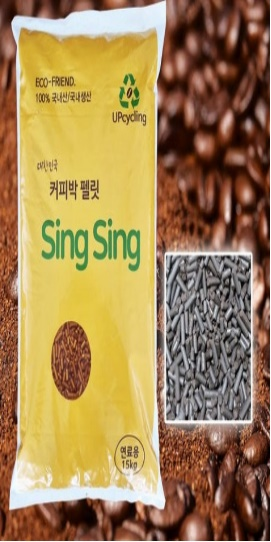 ECO-FRIEND.
100% 국내산/국내생산
UPcycling
대한민국
커피박 펠릿
Sing Sing
연료용
15kg